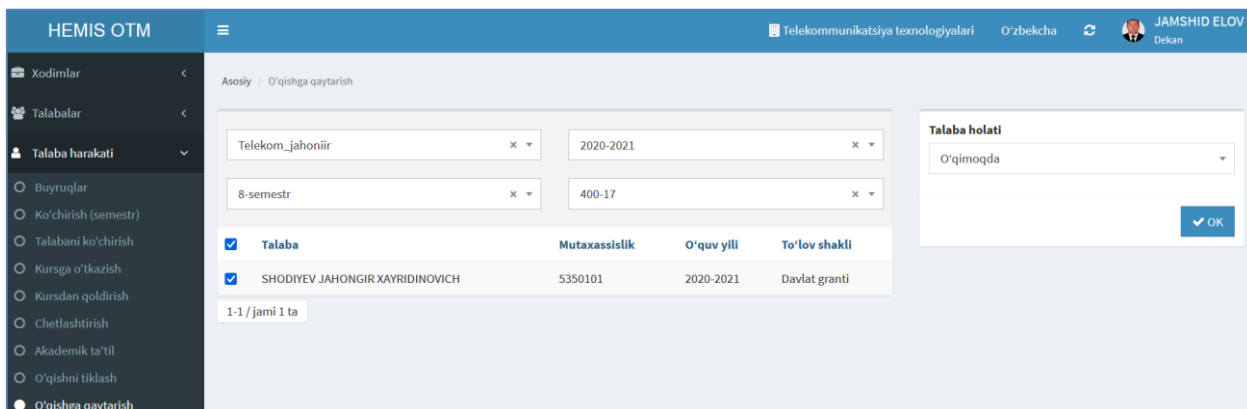 HEMIS OTM
Telekommunikatsiya texnologiyalari O‘zbekcha JAMSHID ELOV
Dekan
Xodimlar
Talabalar
Talaba harakati
Buyruqlar
Ko‘chirish (semestr)
Talabani ko‘chirish
Kursga o‘tkazish
Kursdan qoldirish
Chetlashtirish
Akademik ta‘til
O‘qishni tiklash
O‘qishga qaytarish
Asosiy / O‘qishga qaytarish
Telekom_jahoniir × 2020-2021 ×
8-semestr × 400-17 ×
Talaba Mutaxassislik O‘quv yili To‘lov shakli
SHODIYEV JAHONGIR XAYRIDINOVICH 5350101 2020-2021 Davlat granti
1-1 / jami 1 ta
Talaba holati
O‘qimoqda
OK